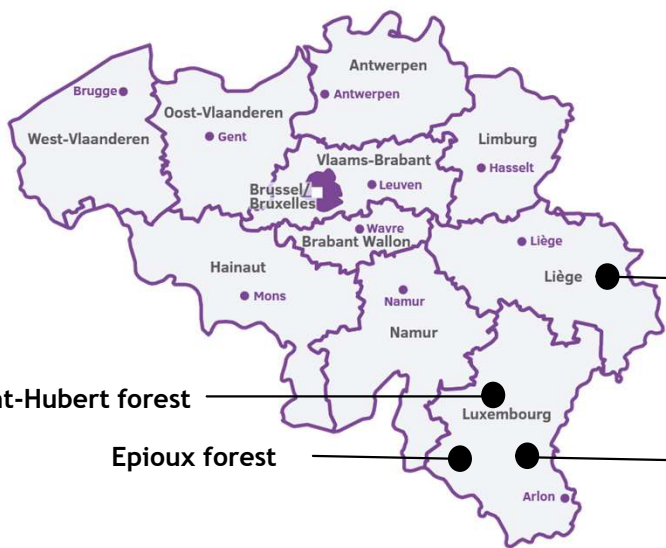 Antwerpen
Brugge
Antwerpen
Oost-Vlaanderen
West-Vlaanderen
Gent
Limburg
Vlaams-Brabant
Hasselt
Brussel/
Bruxelles
Leuven
Wavre
Brabant Wallon
Liège
Hainaut
Liège
Mons
Namur
Namur
t-Hubert forest
Luxembourg
Epioux forest
Arlon